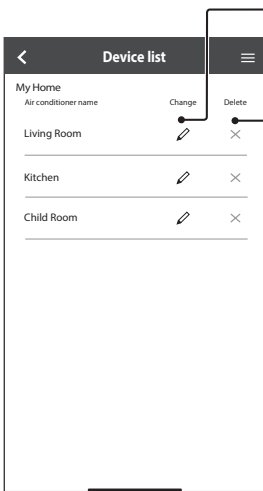 Device list
My Home
Air conditioner name Change Delete
Living Room
Kitchen
Child Room